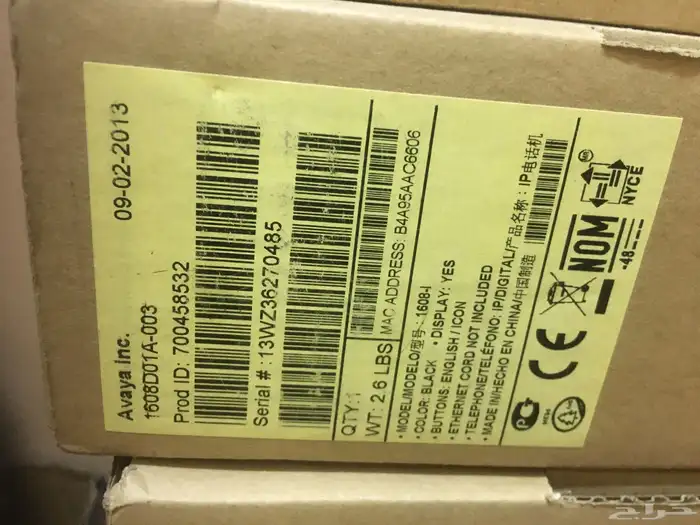 Avaya Inc.
1608D01A-003
09-02-2013
Prod ID: 700458532
Serial # :13WZ36270485
QTY:1
WT: 2.6 LBS
MAC ADDRESS: B4A95AAC6606
• MODEL/MODELO/型号: 1608-I
• COLOR: BLACK • DISPLAY: YES
• BUTTONS: ENGLISH / ICON
• ETHERNET CORD NOT INCLUDED
• TELEPHONE/TELÉFONO: IP/DIGITAL/产品名称: IP电话机
• MADE IN/HECHO EN CHINA/中国制造
CE
NOM
-48-
NYCE
حراج